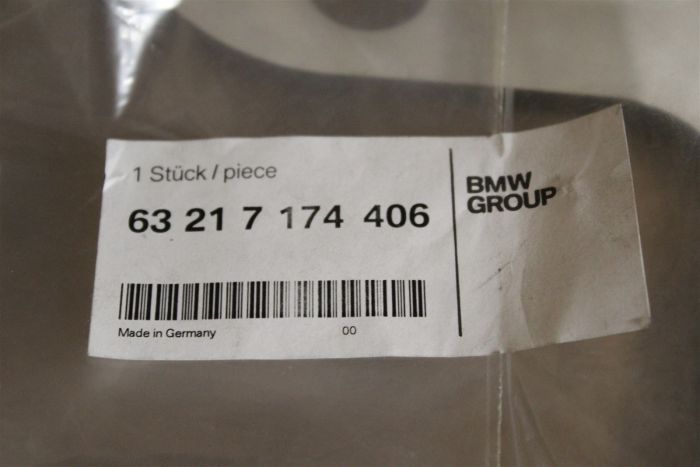 1 Stück / piece
63 21 7 174 406
Made in Germany 00
BMW
GROUP